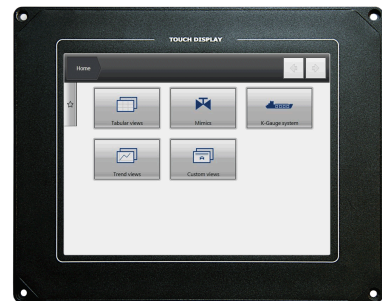 TOUCH DISPLAY
Home
Tabular views
Mimics
K-Gauge system
Trend views
Custom views